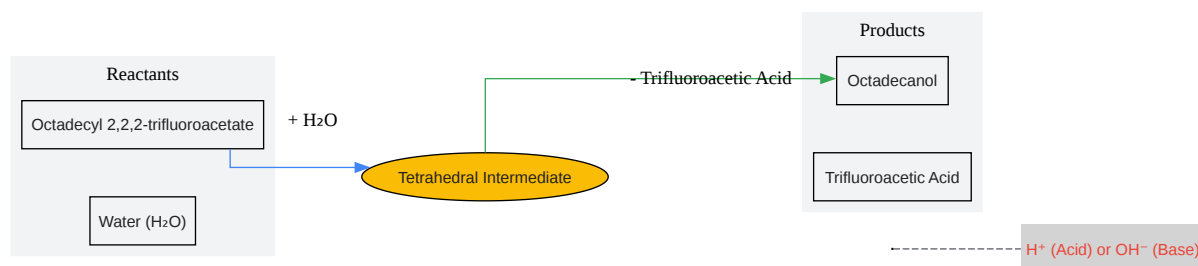 Reactants
Octadecyl 2,2,2-trifluoroacetate
Water (H₂O)
+ H₂O
Tetrahedral Intermediate
- Trifluoroacetic Acid
Products
Octadecanol
Trifluoroacetic Acid
H⁺ (Acid) or OH⁻ (Base)